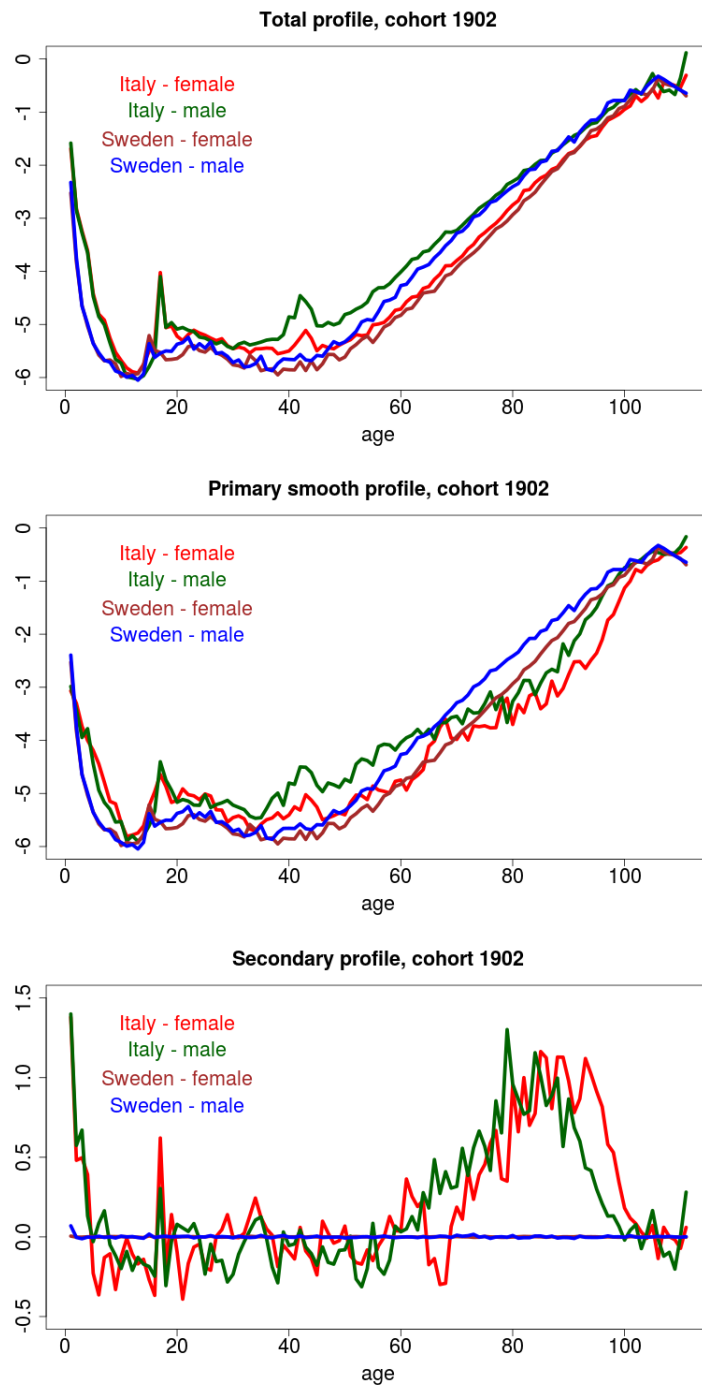 Total profile, cohort 1902
0
-1
-2
-3
-4
-5
-6
Italy - female
Italy - male
Sweden - female
Sweden - male
0 20 40 60 80 100
age
Primary smooth profile, cohort 1902
0
-1
-2
-3
-4
-5
-6
Italy - female
Italy - male
Sweden - female
Sweden - male
0 20 40 60 80 100
age
Secondary profile, cohort 1902
1.5
1.0
0.5
0.0
-0.5
Italy - female
Italy - male
Sweden - female
Sweden - male
0 20 40 60 80 100
age